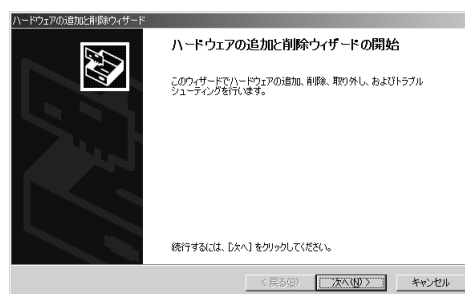 ハードウェアの追加と削除ウィザード
ハードウェアの追加と削除ウィザードの開始
このウィザードでハードウェアの追加、削除、取り外し、およびトラブル
シューティングを行います。
続行するには、[次へ] をクリックしてください。
< 戻る(B)
次へ(N) >
キャンセル